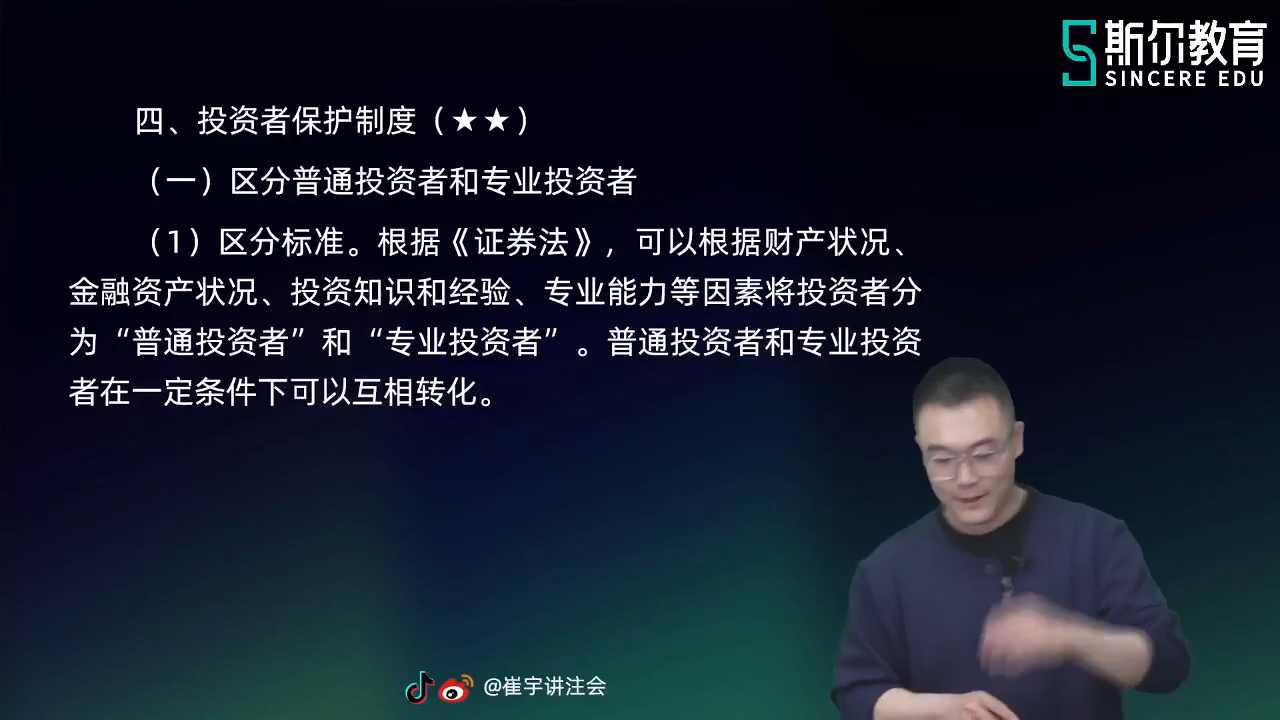 斯尔教育
SINCERE EDU
四、投资者保护制度（★★）
（一）区分普通投资者和专业投资者
（1）区分标准。根据《证券法》，可以根据财产状况、
金融资产状况、投资知识和经验、专业能力等因素将投资者分
为“普通投资者”和“专业投资者”。普通投资者和专业投资
者在一定条件下可以互相转化。
@崔宇讲注会